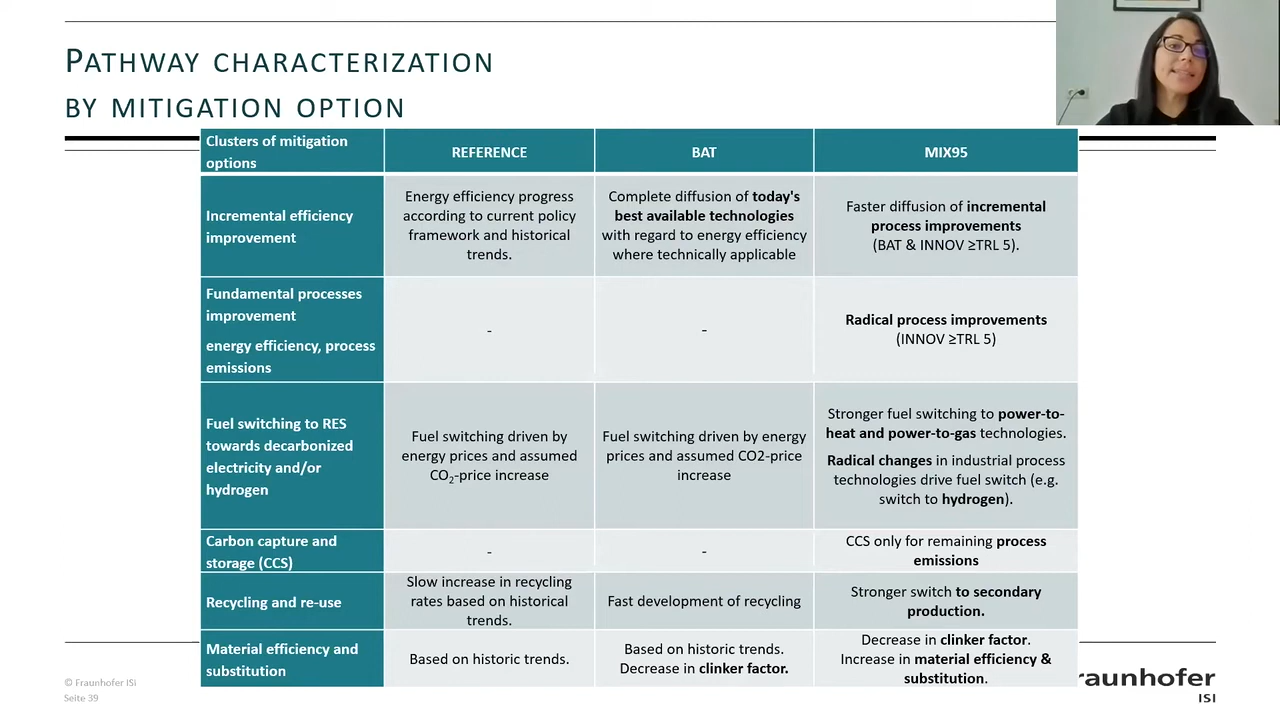 PATHWAY CHARACTERIZATION
BY MITIGATION OPTION
Clusters of mitigation
options
REFERENCE
BAT
MIX95
Incremental efficiency
improvement
Energy efficiency progress
according to current policy
framework and historical
trends.
Complete diffusion of today's
best available technologies
with regard to energy efficiency
where technically applicable
Faster diffusion of incremental
process improvements
(BAT & INNOV ≥TRL 5).
Fundamental processes
improvement
energy efficiency, process
emissions
-
-
Radical process improvements
(INNOV ≥TRL 5)
Fuel switching to RES
towards decarbonized
electricity and/or
hydrogen
Fuel switching driven by
energy prices and assumed
CO₂-price increase
Fuel switching driven by energy
prices and assumed CO2-price
increase
Stronger fuel switching to power-to-
heat and power-to-gas technologies.
Radical changes in industrial process
technologies drive fuel switch (e.g.
switch to hydrogen).
Carbon capture and
storage (CCS)
-
-
CCS only for remaining process
emissions
Recycling and re-use
Slow increase in recycling
rates based on historical
trends.
Fast development of recycling
Stronger switch to secondary
production.
Material efficiency and
substitution
Based on historic trends.
Based on historic trends.
Decrease in clinker factor.
Decrease in clinker factor.
Increase in material efficiency &
substitution.
© Fraunhofer ISI
Seite 39
raunhofer
ISI